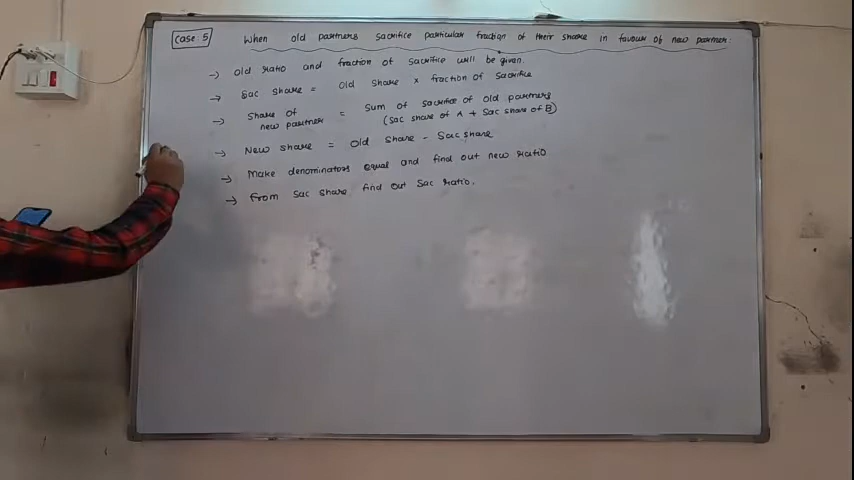 Case: 5 When old partners sacrifice particular fraction of their share in favour of new partner:
→ Old ratio and fraction of sacrifice will be given.
→ Sac share = Old share × fraction of sacrifice
→ Share of new partner = Sum of sacrifice of old partners
(Sac share of A + Sac share of B)
→ New share = Old share - Sac share
→ Make denominators equal and find out new ratio
→ From Sac share find out Sac ratio.